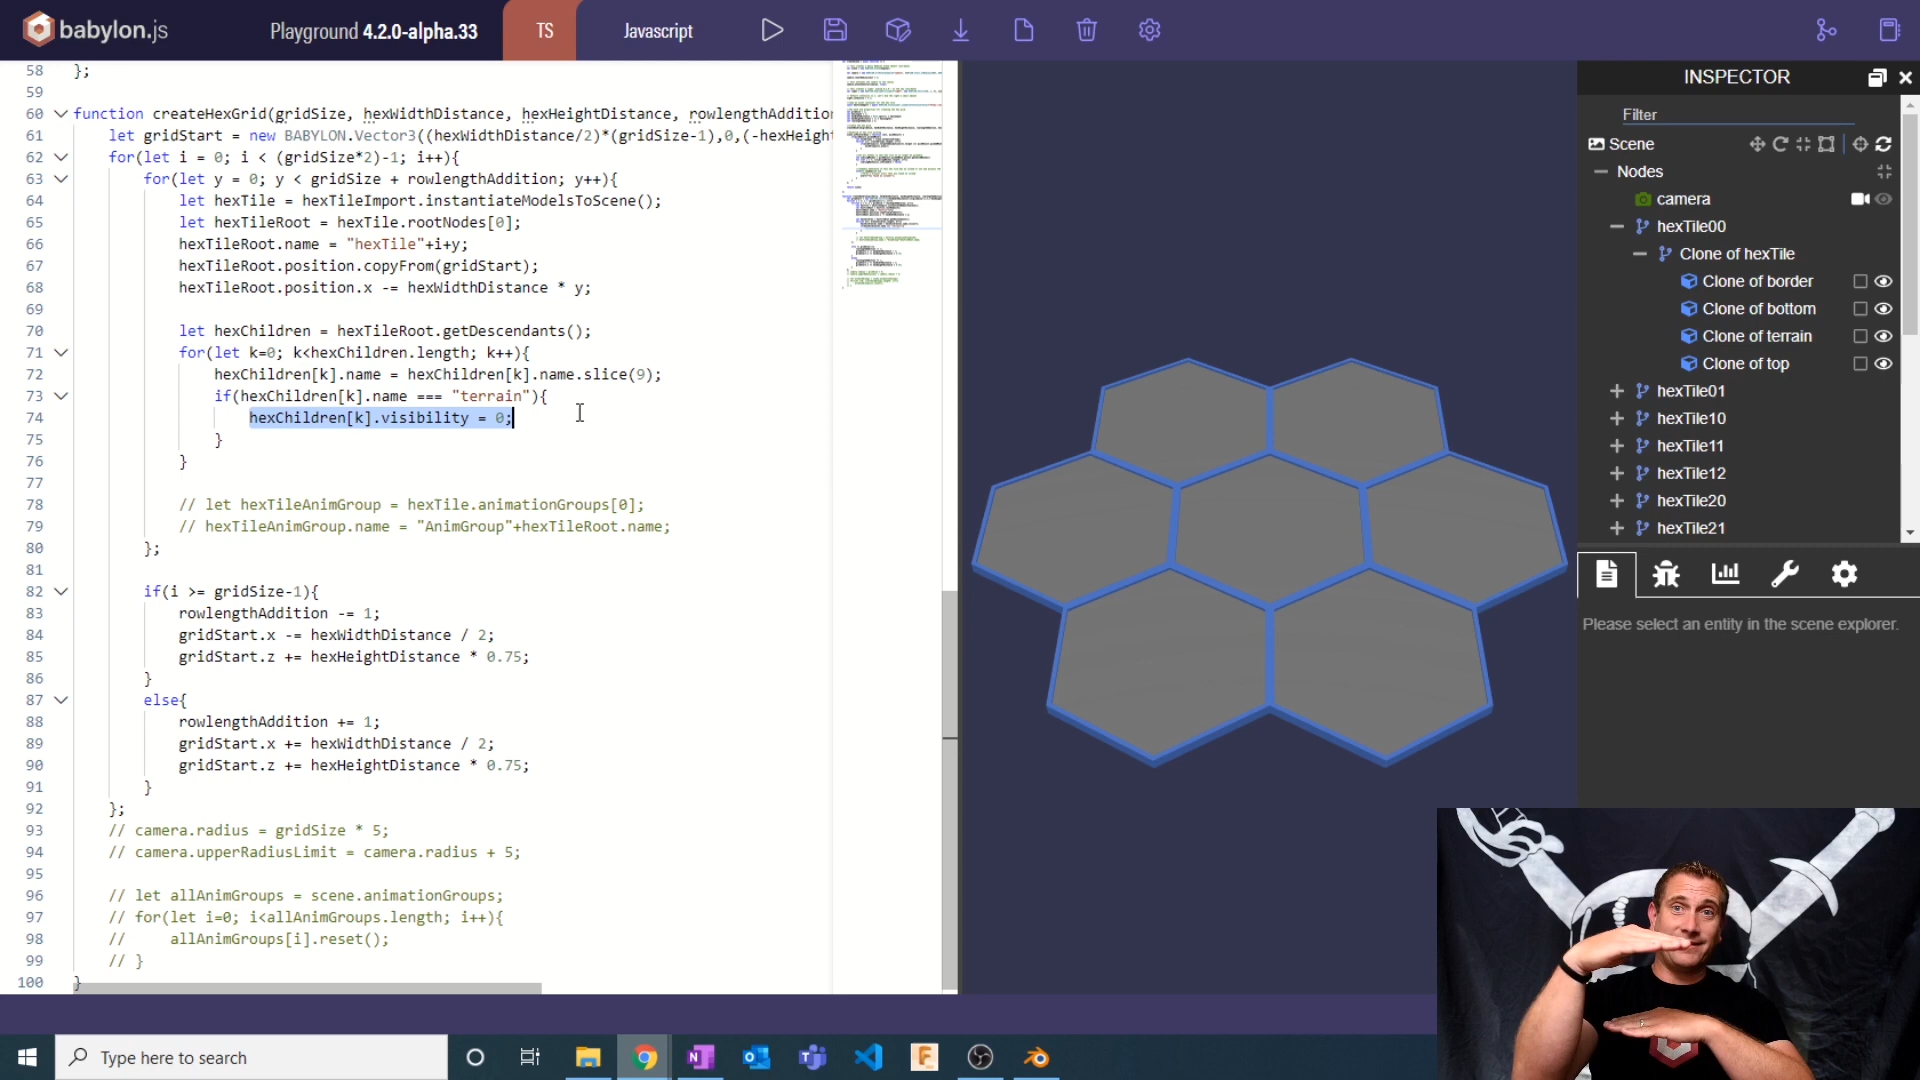 babylon.js
Playground 4.2.0-alpha.33
TS
Javascript
58 };
59
60 function createHexGrid(gridSize, hexWidthDistance, hexHeightDistance, rowlengthAddition
61 let gridStart = new BABYLON.Vector3((hexWidthDistance/2)*(gridSize-1),0,(-hexHeight
62 for(let i = 0; i < (gridSize*2)-1; i++){
63 for(let y = 0; y < gridSize + rowlengthAddition; y++){
64 let hexTile = hexTileImport.instantiateModelsToScene();
65 let hexTileRoot = hexTile.rootNodes[0];
66 hexTileRoot.name = "hexTile"+i+y;
67 hexTileRoot.position.copyFrom(gridStart);
68 hexTileRoot.position.x -= hexWidthDistance * y;
69
70 let hexChildren = hexTileRoot.getDescendants();
71 for(let k=0; k<hexChildren.length; k++){
72 hexChildren[k].name = hexChildren[k].name.slice(9);
73 if(hexChildren[k].name === "terrain"){
74 hexChildren[k].visibility = 0;
75 }
76 }
77
78 // let hexTileAnimGroup = hexTile.animationGroups[0];
79 // hexTileAnimGroup.name = "AnimGroup"+hexTileRoot.name;
80 };
81
82 if(i >= gridSize-1){
83 rowlengthAddition -= 1;
84 gridStart.x -= hexWidthDistance / 2;
85 gridStart.z += hexHeightDistance * 0.75;
86 }
87 else{
88 rowlengthAddition += 1;
89 gridStart.x += hexWidthDistance / 2;
90 gridStart.z += hexHeightDistance * 0.75;
91 }
92 };
93 // camera.radius = gridSize * 5;
94 // camera.upperRadiusLimit = camera.radius + 5;
95
96 // let allAnimGroups = scene.animationGroups;
97 // for(let i=0; i<allAnimGroups.length; i++){
98 // allAnimGroups[i].reset();
99 // }
100 }
INSPECTOR
Filter
Scene
Nodes
camera
hexTile00
Clone of hexTile
Clone of border
Clone of bottom
Clone of terrain
Clone of top
hexTile01
hexTile10
hexTile11
hexTile12
hexTile20
hexTile21
Please select an entity in the scene explorer.
Type here to search